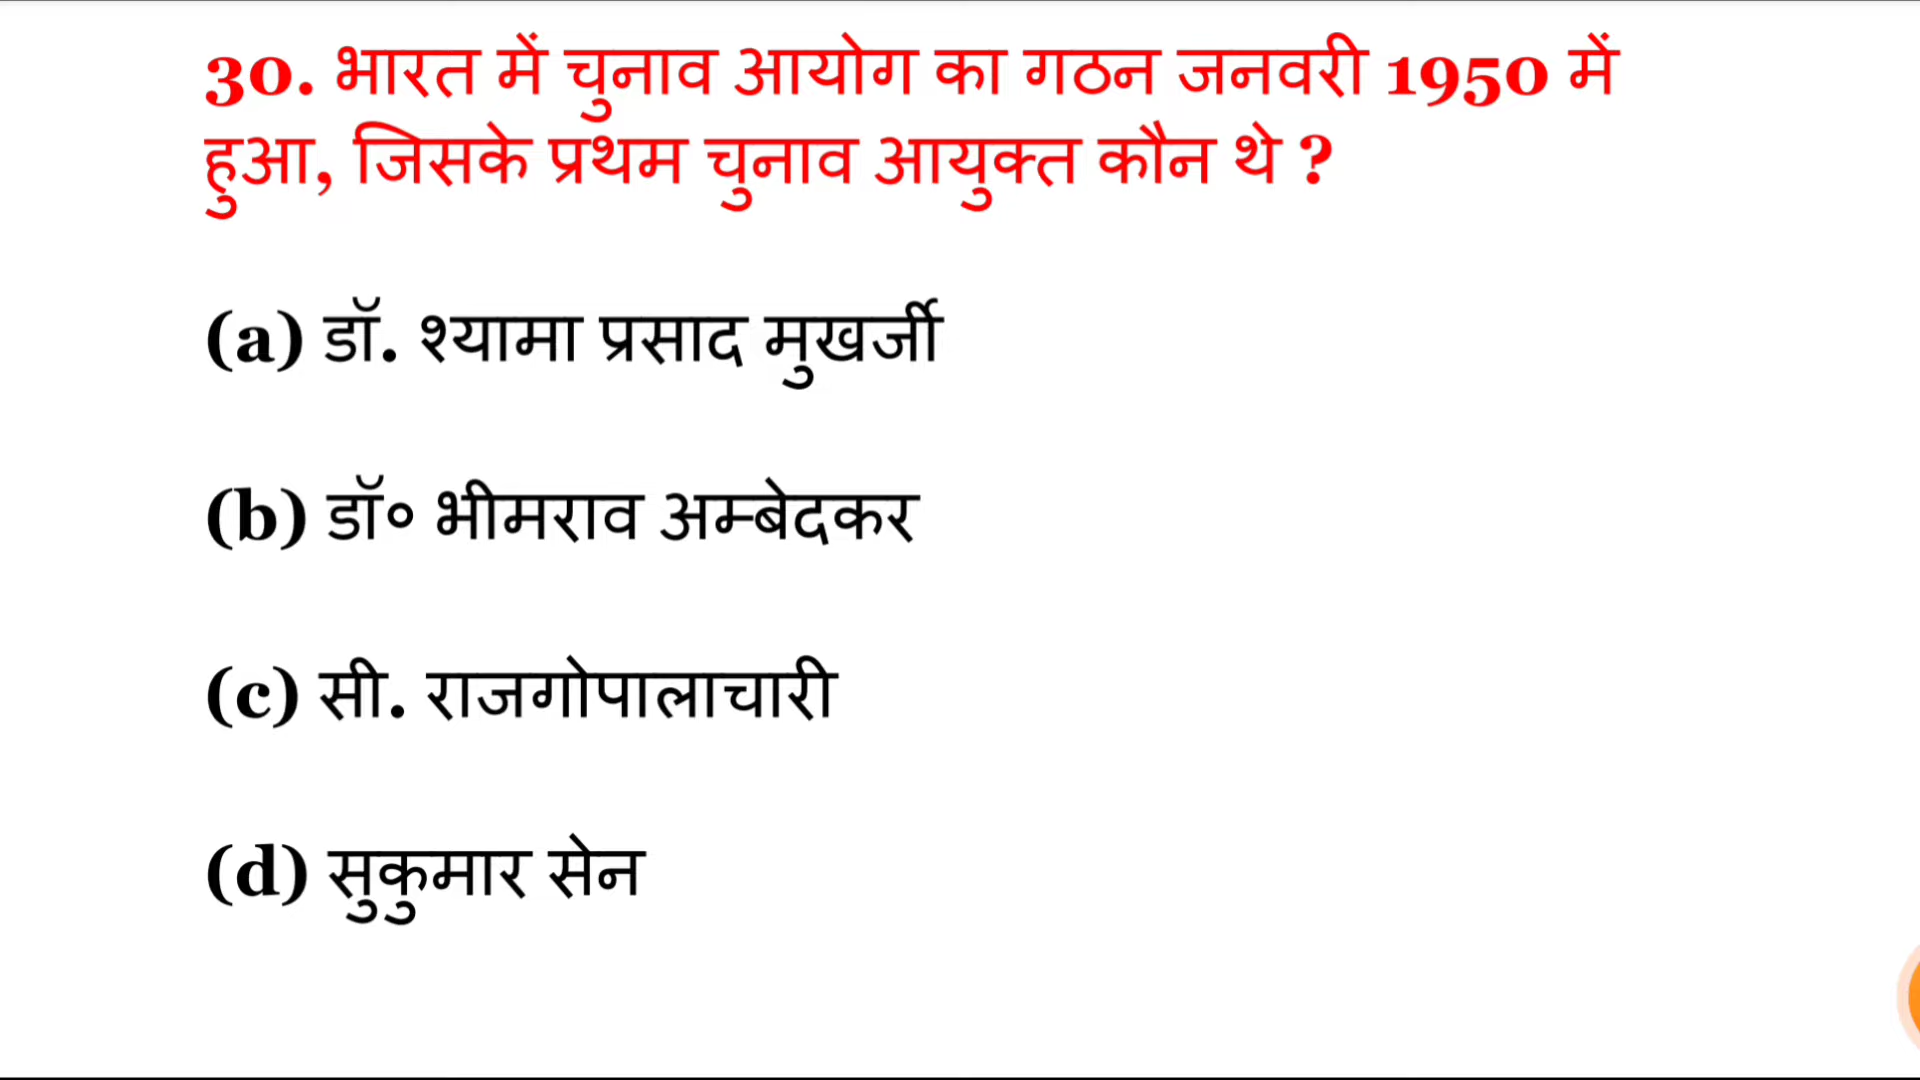 30. भारत में चुनाव आयोग का गठन जनवरी 1950 में
हुआ, जिसके प्रथम चुनाव आयुक्त कौन थे ?
(a) डॉ. श्यामा प्रसाद मुखर्जी
(b) डॉ० भीमराव अम्बेदकर
(c) सी. राजगोपालाचारी
(d) सुकुमार सेन